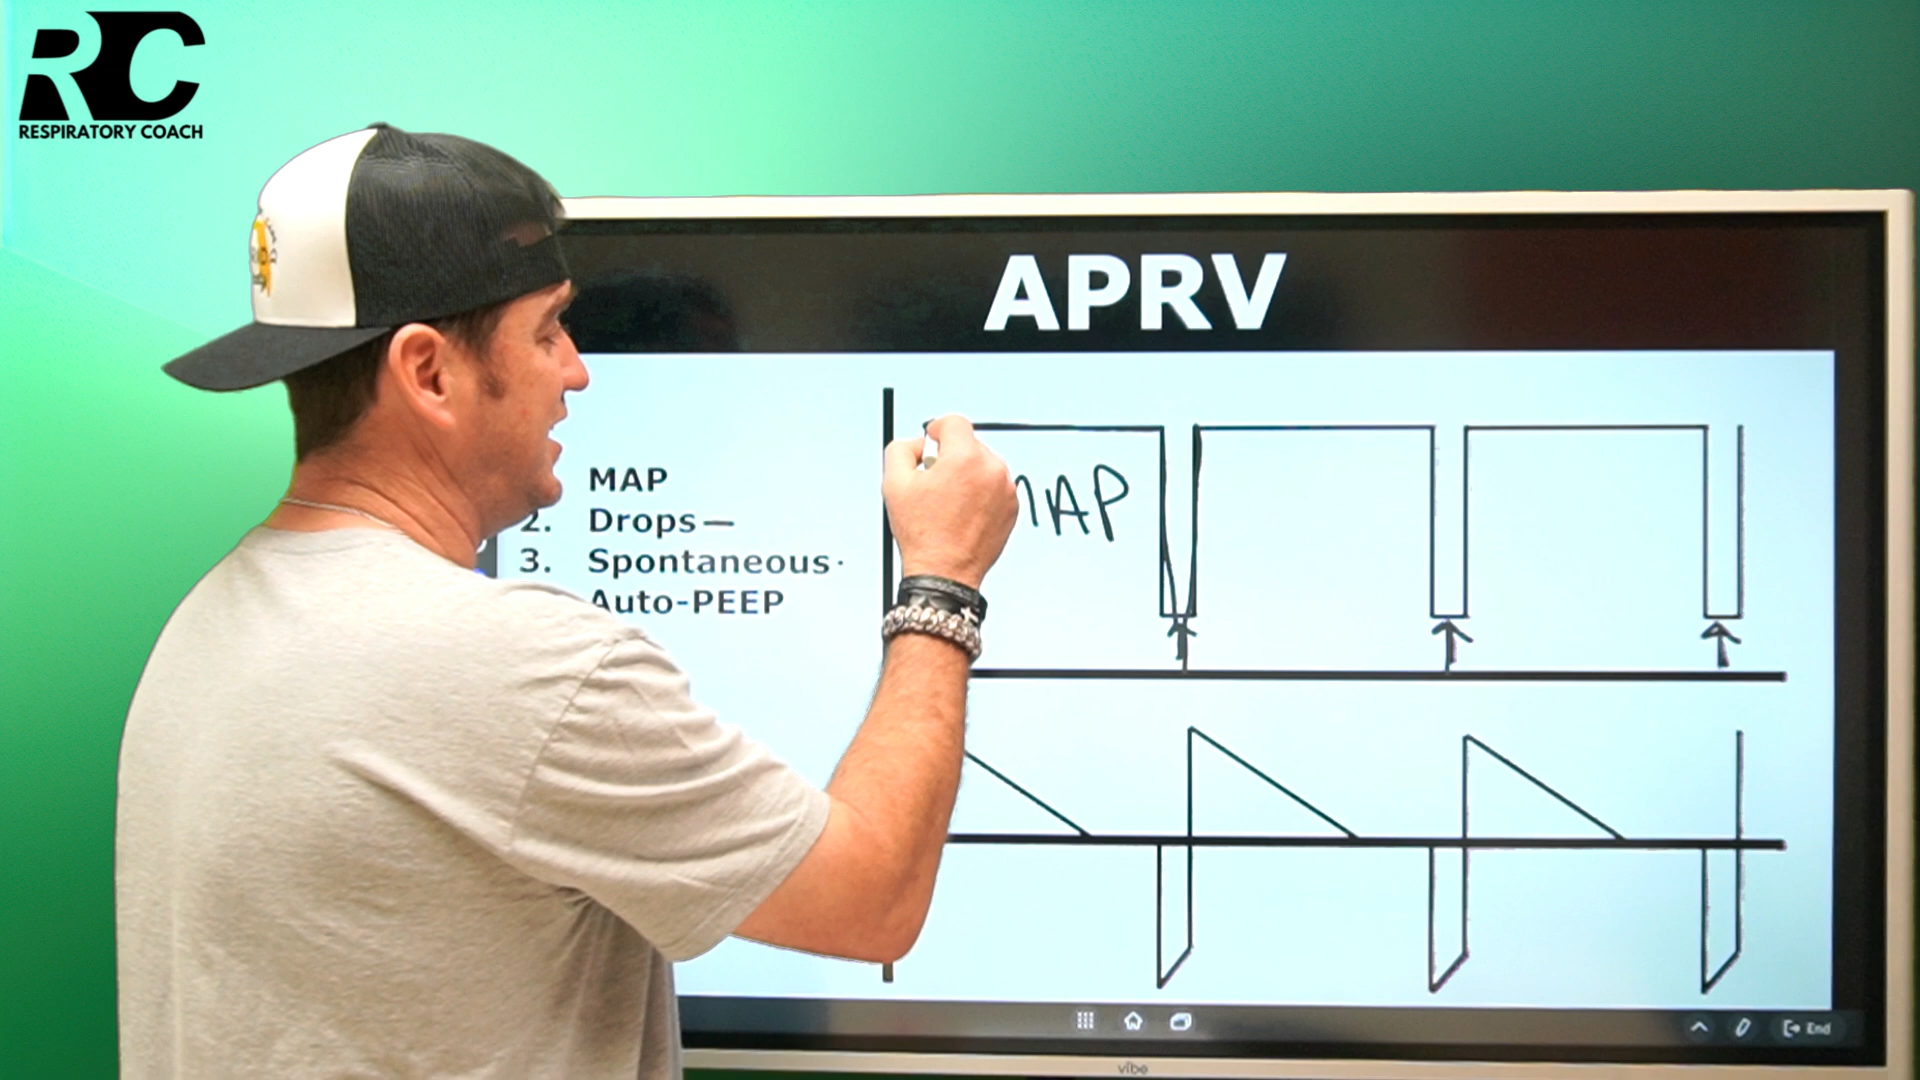 RC
RESPIRATORY COACH
APRV
MAP
2. Drops—
3. Spontaneous
Auto-PEEP
MAP
End
vibe